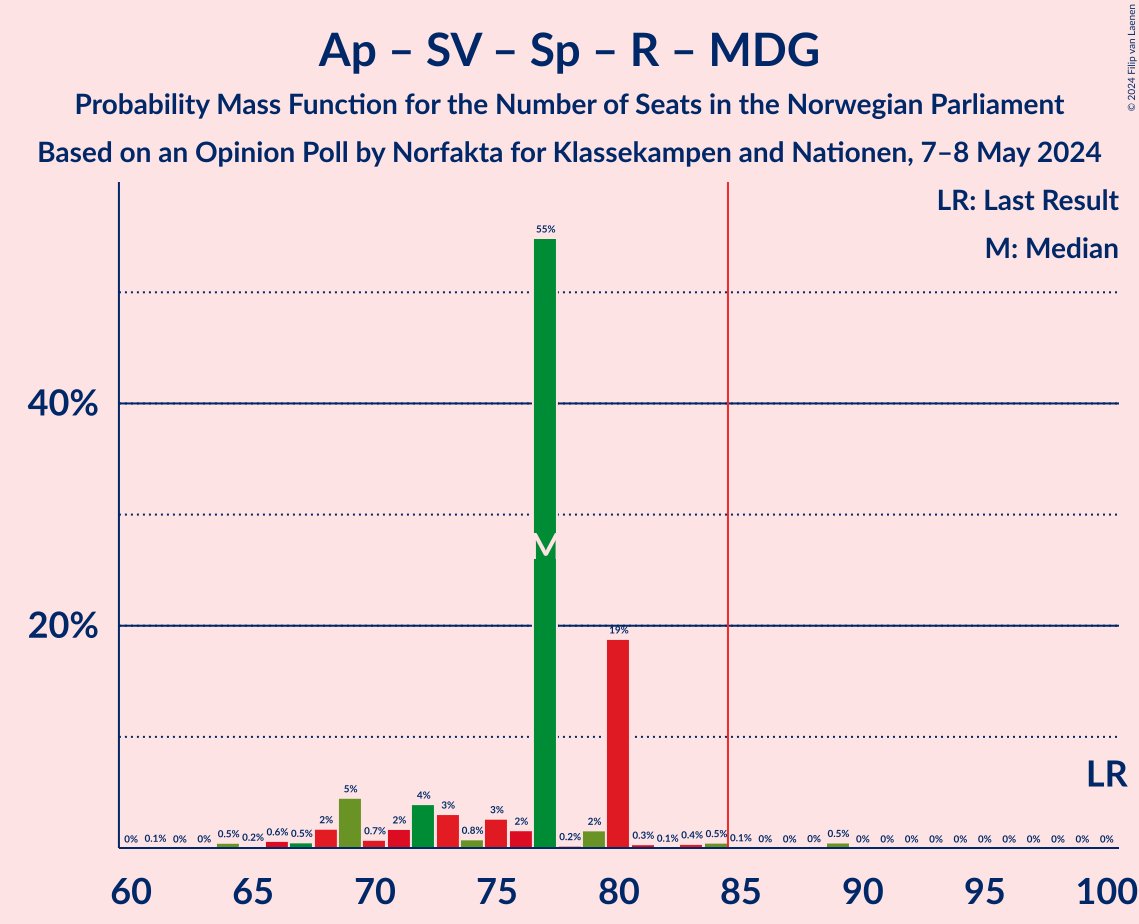 Ap – SV – Sp – R – MDG
Probability Mass Function for the Number of Seats in the Norwegian Parliament
Based on an Opinion Poll by Norfakta for Klassekampen and Nationen, 7–8 May 2024
© 2024 Filip van Laenen
LR: Last Result
M: Median
55%
40%
M
20%
19%
LR
0% 0.1% 0% 0% 0.5% 0.2% 0.6% 0.5% 2% 5% 0.7% 2% 4% 3% 0.8% 3% 2% 0.2% 2% 0.3% 0.1% 0.4% 0.5% 0.1% 0% 0% 0% 0.5% 0% 0% 0% 0% 0% 0% 0% 0% 0% 0% 0%
60 65 70 75 80 85 90 95 100